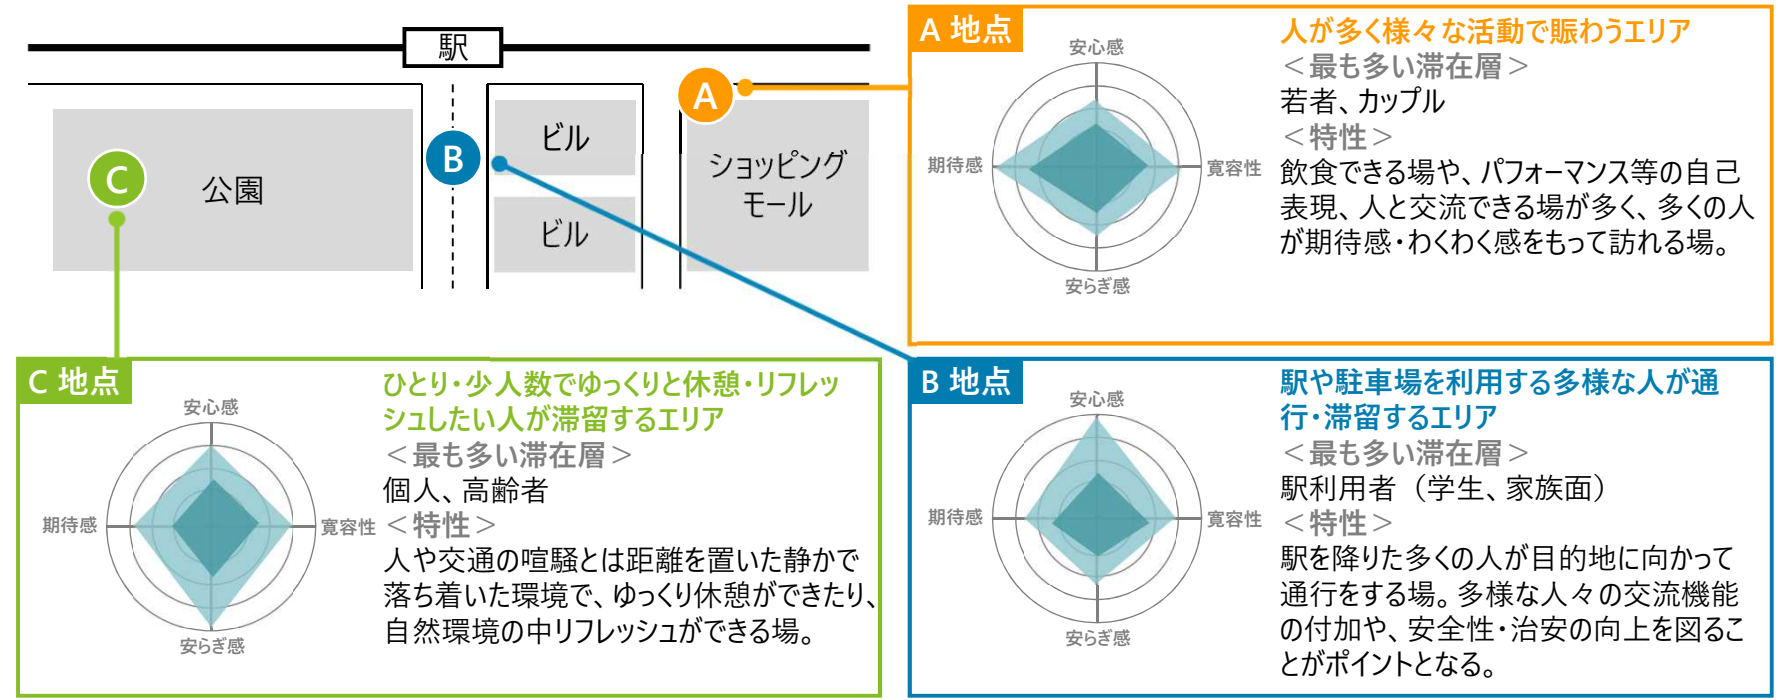 駅
A
B
C
公園
ビル
ビル
ショッピング
モール
A 地点
安心感
期待感
寛容性
安らぎ感
人が多く様々な活動で賑わうエリア
＜最も多い滞在層＞
若者、カップル
＜特性＞
飲食できる場や、パフォーマンス等の自己
表現、人と交流できる場が多く、多くの人
が期待感・わくわく感をもって訪れる場。
C 地点
安心感
期待感
寛容性
安らぎ感
ひとり・少人数でゆっくりと休憩・リフレッ
シュしたい人が滞留するエリア
＜最も多い滞在層＞
個人、高齢者
＜特性＞
人や交通の喧騒とは距離を置いた静かで
落ち着いた環境で、ゆっくり休憩ができたり、
自然環境の中リフレッシュができる場。
B 地点
安心感
期待感
寛容性
安らぎ感
駅や駐車場を利用する多様な人が通
行・滞留するエリア
＜最も多い滞在層＞
駅利用者（学生、家族面）
＜特性＞
駅を降りた多くの人が目的地に向かって
通行をする場。多様な人々の交流機能
の付加や、安全性・治安の向上を図るこ
とがポイントとなる。